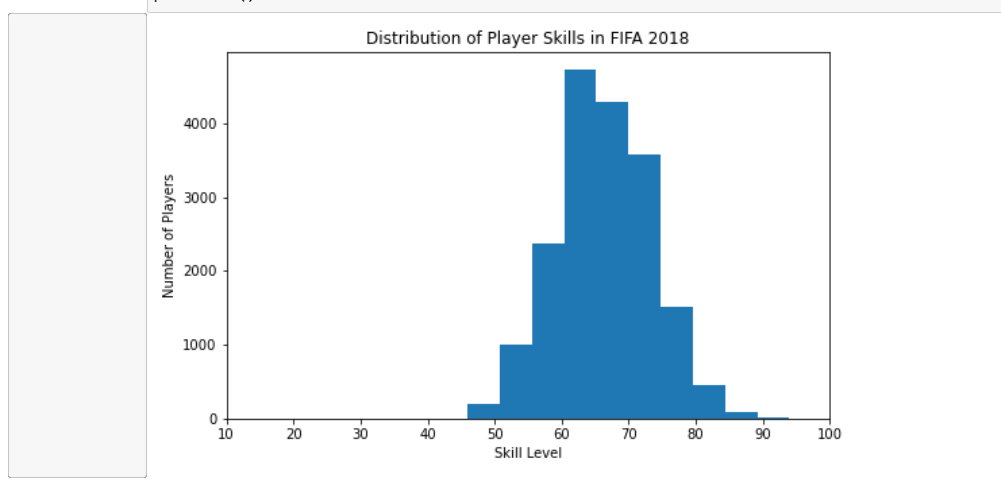 Distribution of Player Skills in FIFA 2018
4000
3000
2000
1000
0
Number of Players
10 20 30 40 50 60 70 80 90 100
Skill Level